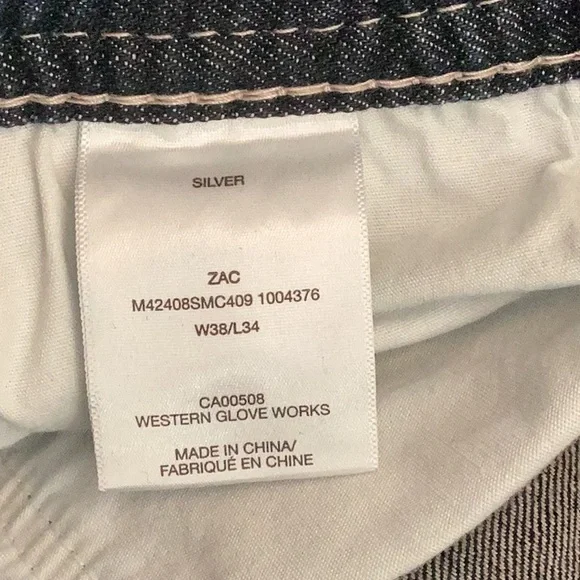 SILVER
ZAC
M42408SMC409 1004376
W38/L34
CA00508
WESTERN GLOVE WORKS
MADE IN CHINA/
FABRIQUÉ EN CHINE